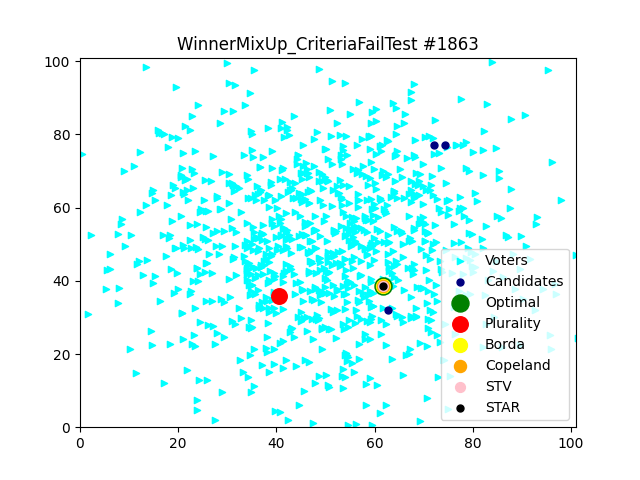 WinnerMixUp_CriteriaFailTest #1863
100
80
60
40
20
0
0
20
40
60
80
100
Voters
Candidates
Optimal
Plurality
Borda
Copeland
STV
STAR